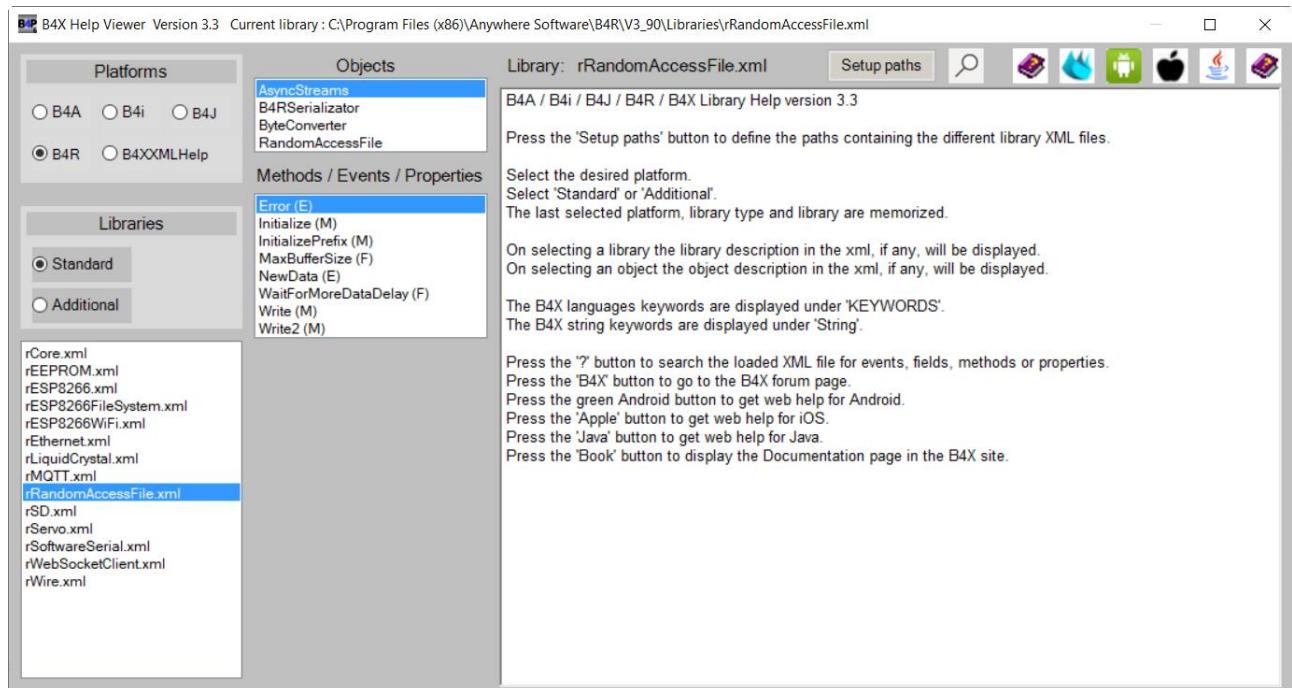 B4X Help Viewer Version 3.3 Current library : C:\Program Files (x86)\Anywhere Software\B4R\V3_90\Libraries\rRandomAccessFile.xml
Platforms
B4A B4i B4J
B4R B4XXMLHelp
Libraries
Standard
Additional
rCore.xml
rEEPROM.xml
rESP8266.xml
rESP8266FileSystem.xml
rESP8266WiFi.xml
rEthernet.xml
rLiquidCrystal.xml
rMQTT.xml
rRandomAccessFile.xml
rSD.xml
rServo.xml
rSoftwareSerial.xml
rWebSocketClient.xml
rWire.xml
Objects
AsyncStreams
B4RSerializator
ByteConverter
RandomAccessFile
Methods / Events / Properties
Error (E)
Initialize (M)
InitializePrefix (M)
MaxBufferSize (F)
NewData (E)
WaitForMoreDataDelay (F)
Write (M)
Write2 (M)
Library: rRandomAccessFile.xml
Setup paths
B4A / B4i / B4J / B4R / B4X Library Help version 3.3
Press the 'Setup paths' button to define the paths containing the different library XML files.
Select the desired platform.
Select 'Standard' or 'Additional'.
The last selected platform, library type and library are memorized.
On selecting a library the library description in the xml, if any, will be displayed.
On selecting an object the object description in the xml, if any, will be displayed.
The B4X languages keywords are displayed under 'KEYWORDS'.
The B4X string keywords are displayed under 'String'.
Press the '?' button to search the loaded XML file for events, fields, methods or properties.
Press the 'B4X' button to go to the B4X forum page.
Press the green Android button to get web help for Android.
Press the 'Apple' button to get web help for iOS.
Press the 'Java' button to get web help for Java.
Press the 'Book' button to display the Documentation page in the B4X site.